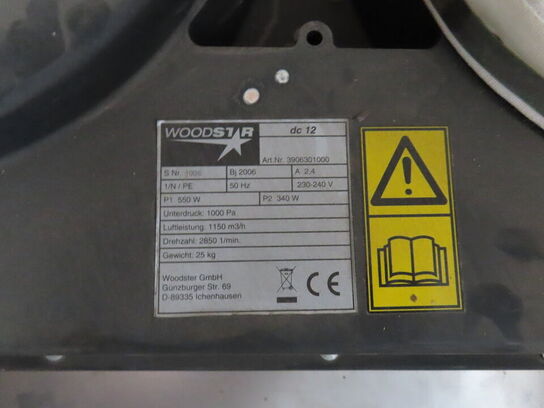 WOODSTAR dc 12
Art.Nr. 3906301000
S Nr. 1006 Bj 2006 A 2,4
1/N / PE 50 Hz 230-240 V
P1 550 W P2 340 W
Unterdruck: 1000 Pa
Luftleistung: 1150 m3/h
Drehzahl: 2850 1/min.
Gewicht: 25 kg
Woodster GmbH
Günzburger Str. 69
D-89335 Ichenhausen
CE